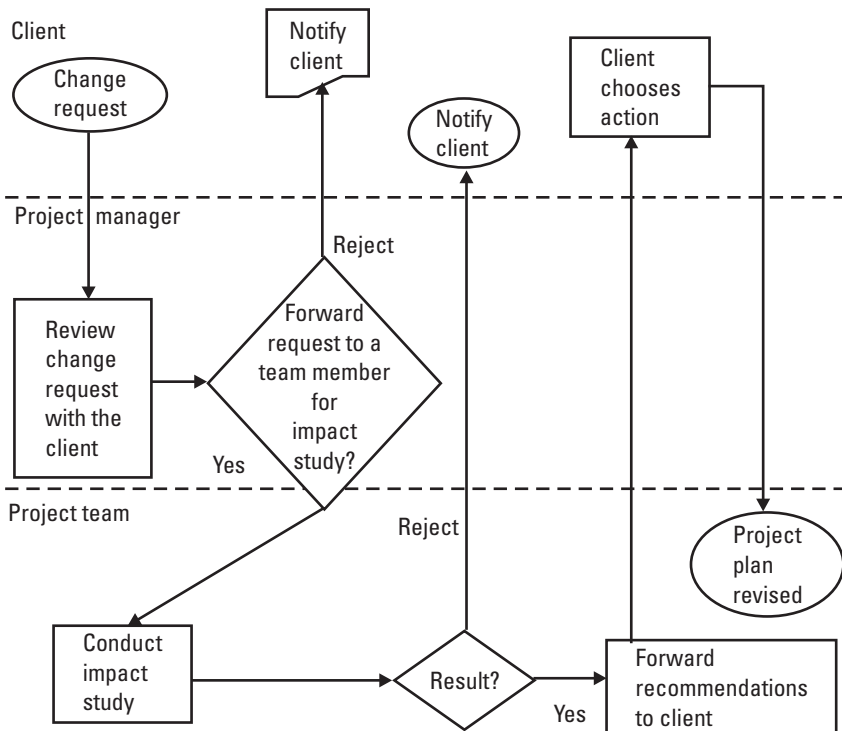 Client
Change
request
Notify
client
Notify
client
Client
chooses
action
Project manager
Reject
Review
change
request
with the
client
Forward
request to a
team member
for
impact
study?
Yes
Project team
Reject
Project
plan
revised
Conduct
impact
study
Result?
Yes
Forward
recommendations
to client